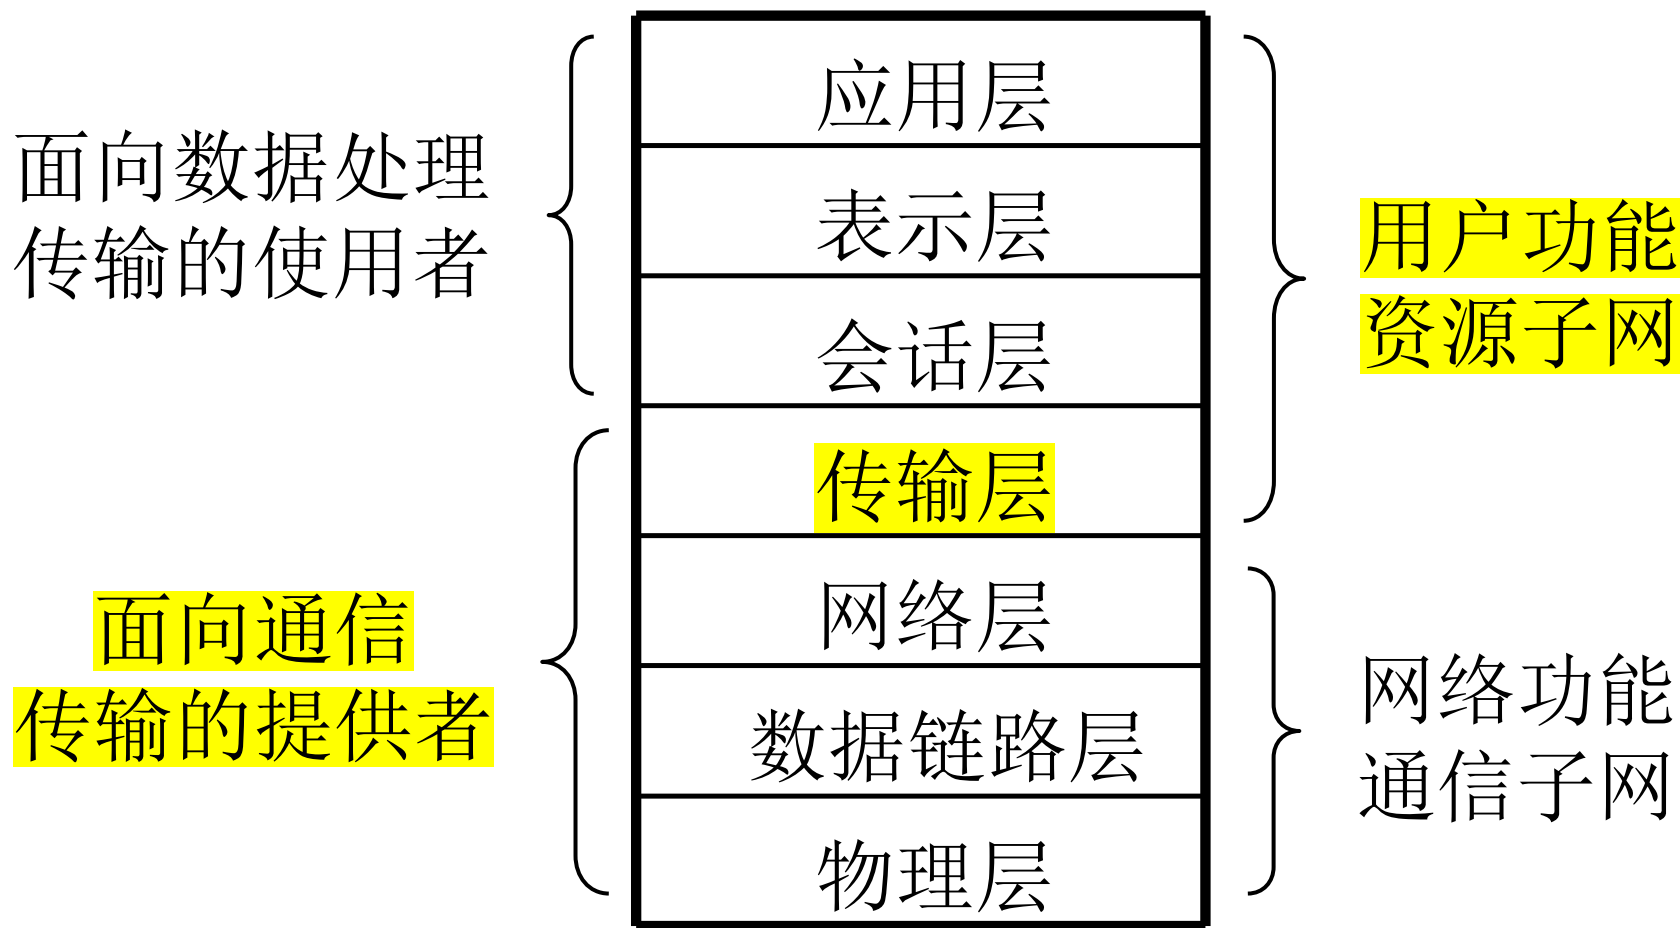 面向数据处理
传输的使用者
面向通信
传输的提供者
应用层
表示层
会话层
传输层
网络层
数据链路层
物理层
用户功能
资源子网
网络功能
通信子网